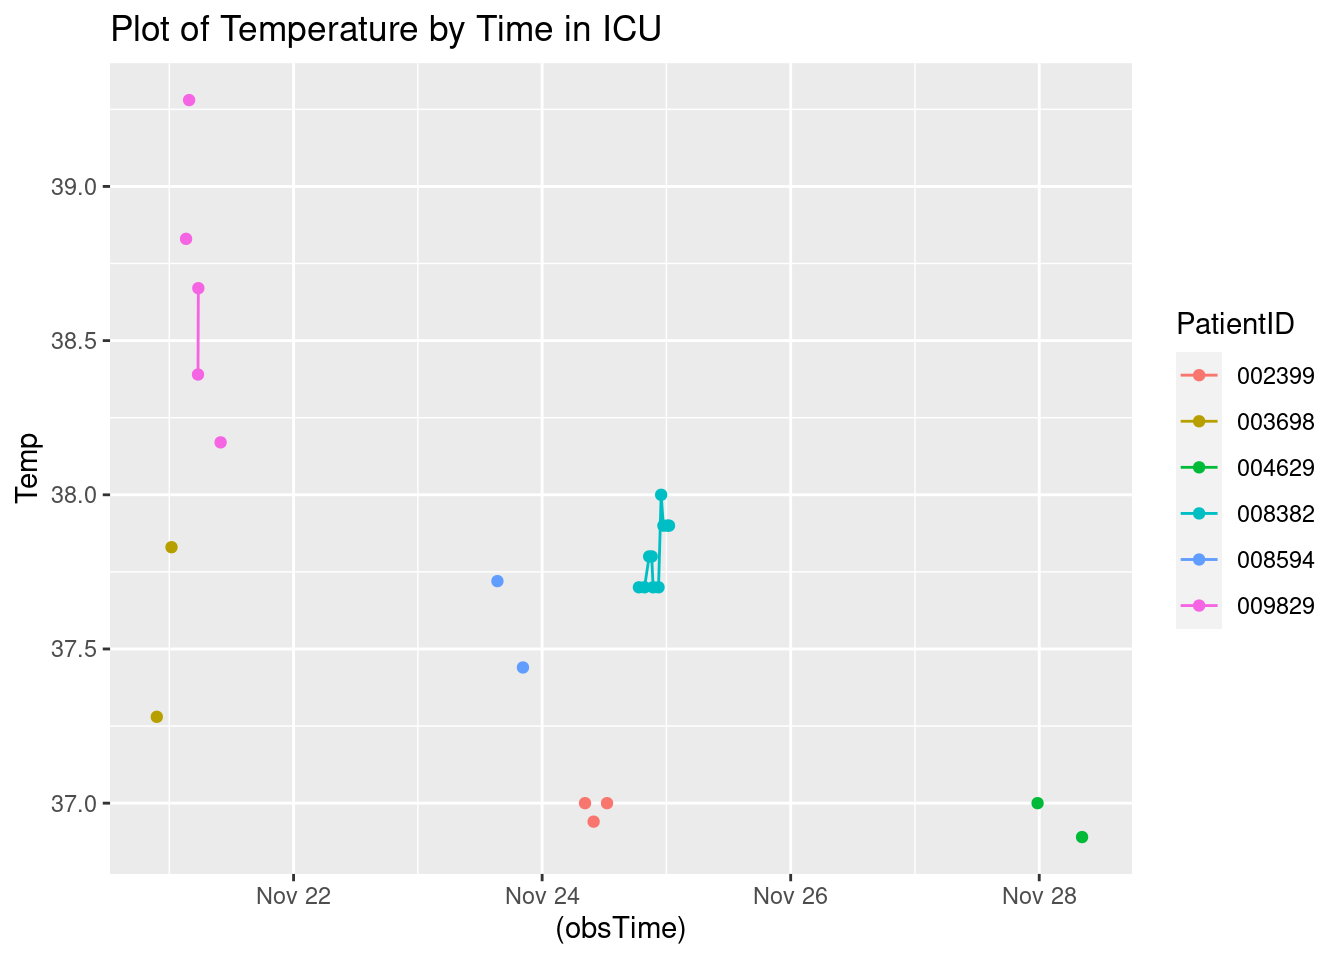 Plot of Temperature by Time in ICU
39.0
38.5
38.0
37.5
37.0
Temp
Nov 22
Nov 24
Nov 26
Nov 28
(obsTime)
PatientID
002399
003698
004629
008382
008594
009829